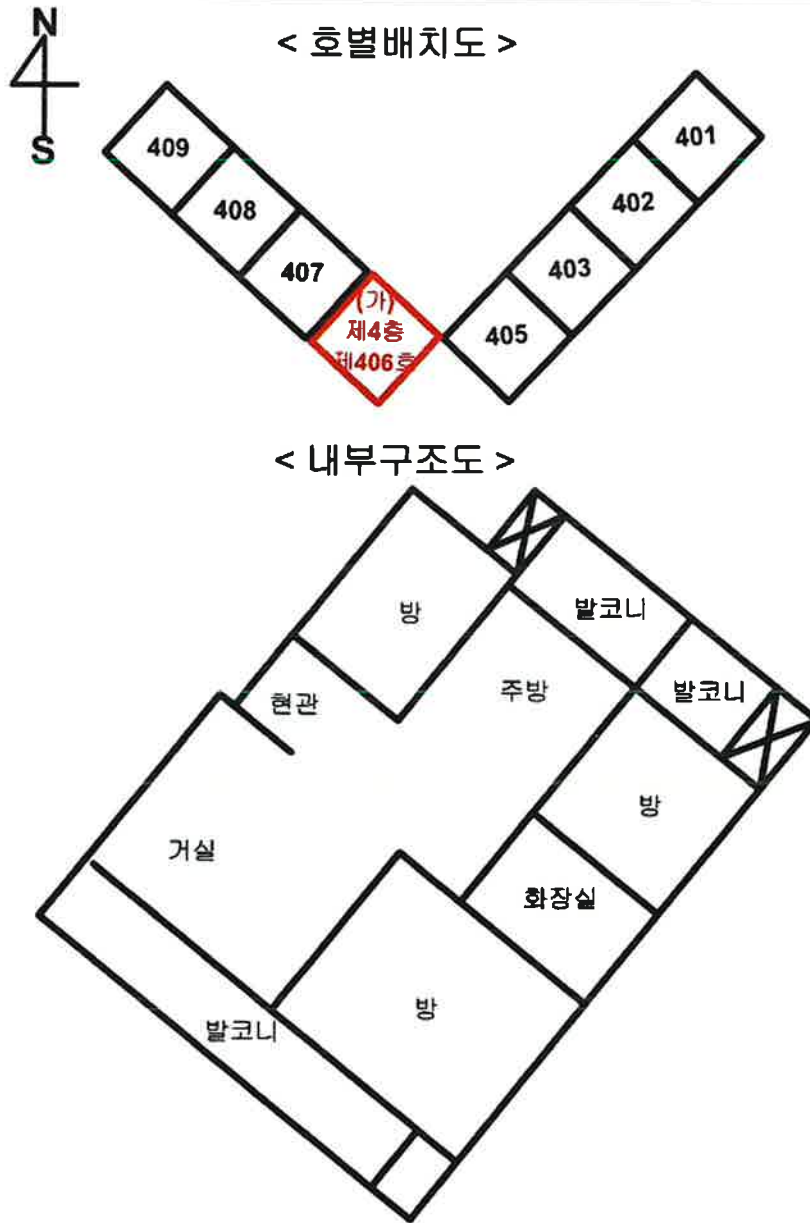 N
S
< 호별배치도 >
409
408
407
(가)
제4층
제406호
401
402
403
405
< 내부구조도 >
방
발코니
현관
주방
발코니
거실
방
화장실
방
발코니